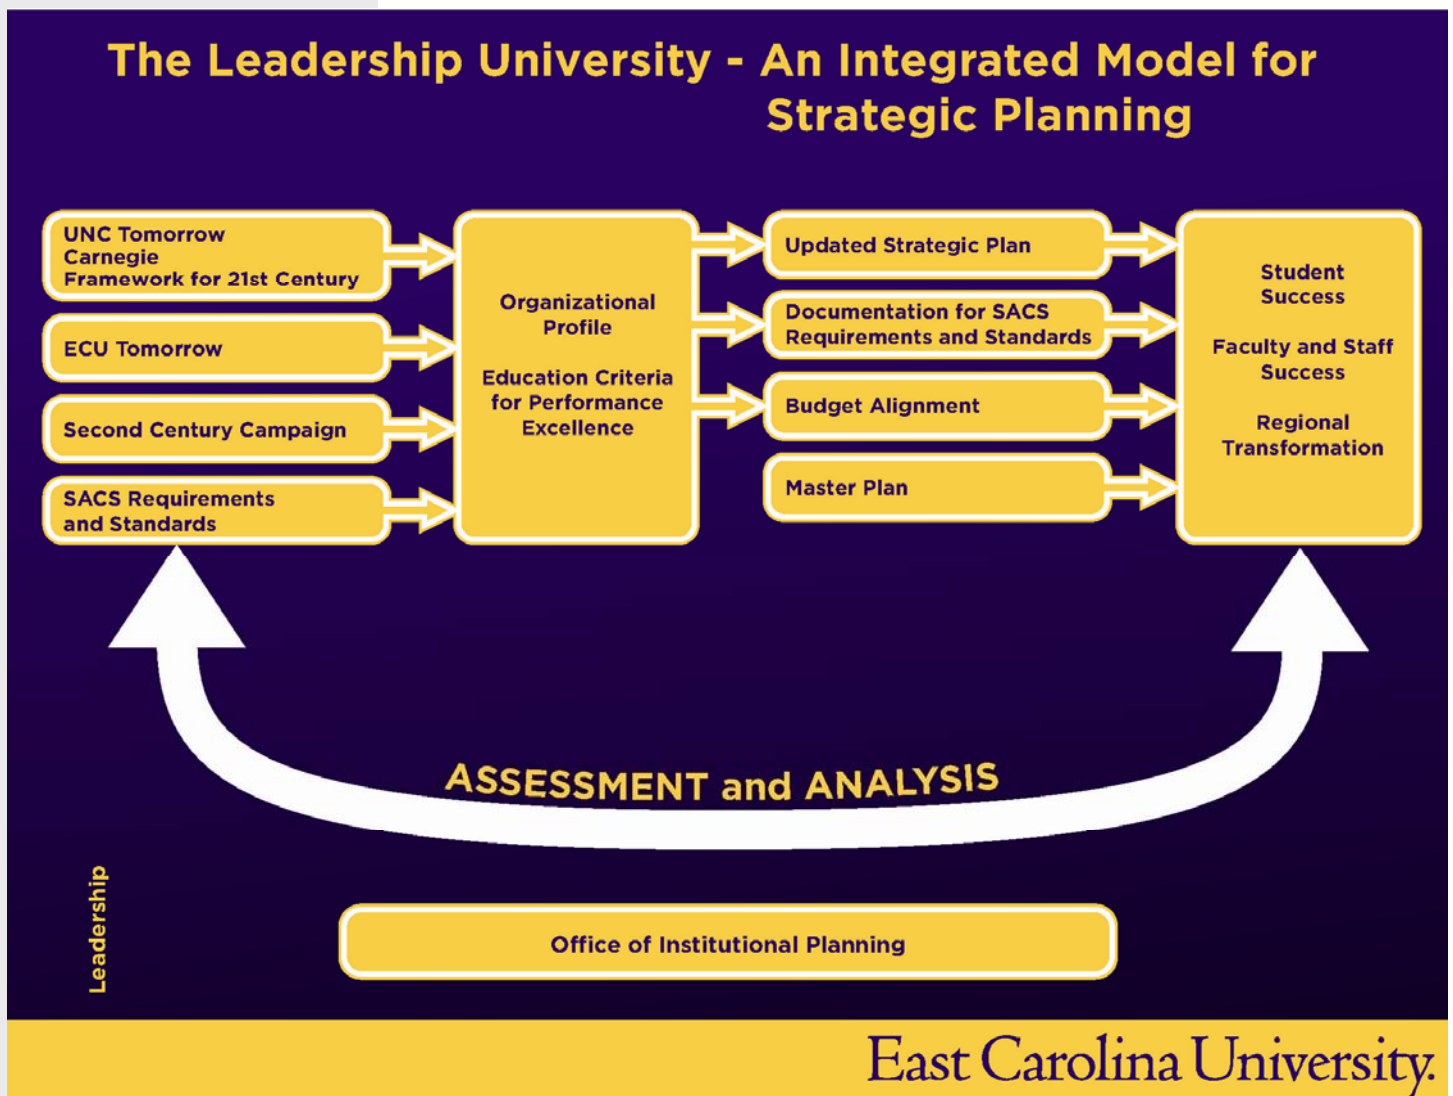 The Leadership University - An Integrated Model for
Strategic Planning
UNC Tomorrow
Carnegie
Framework for 21st Century
ECU Tomorrow
Second Century Campaign
SACS Requirements
and Standards
Organizational
Profile
Education Criteria
for Performance
Excellence
Updated Strategic Plan
Documentation for SACS
Requirements and Standards
Budget Alignment
Master Plan
Student
Success
Faculty and Staff
Success
Regional
Transformation
ASSESSMENT and ANALYSIS
Leadership
Office of Institutional Planning
East Carolina University.